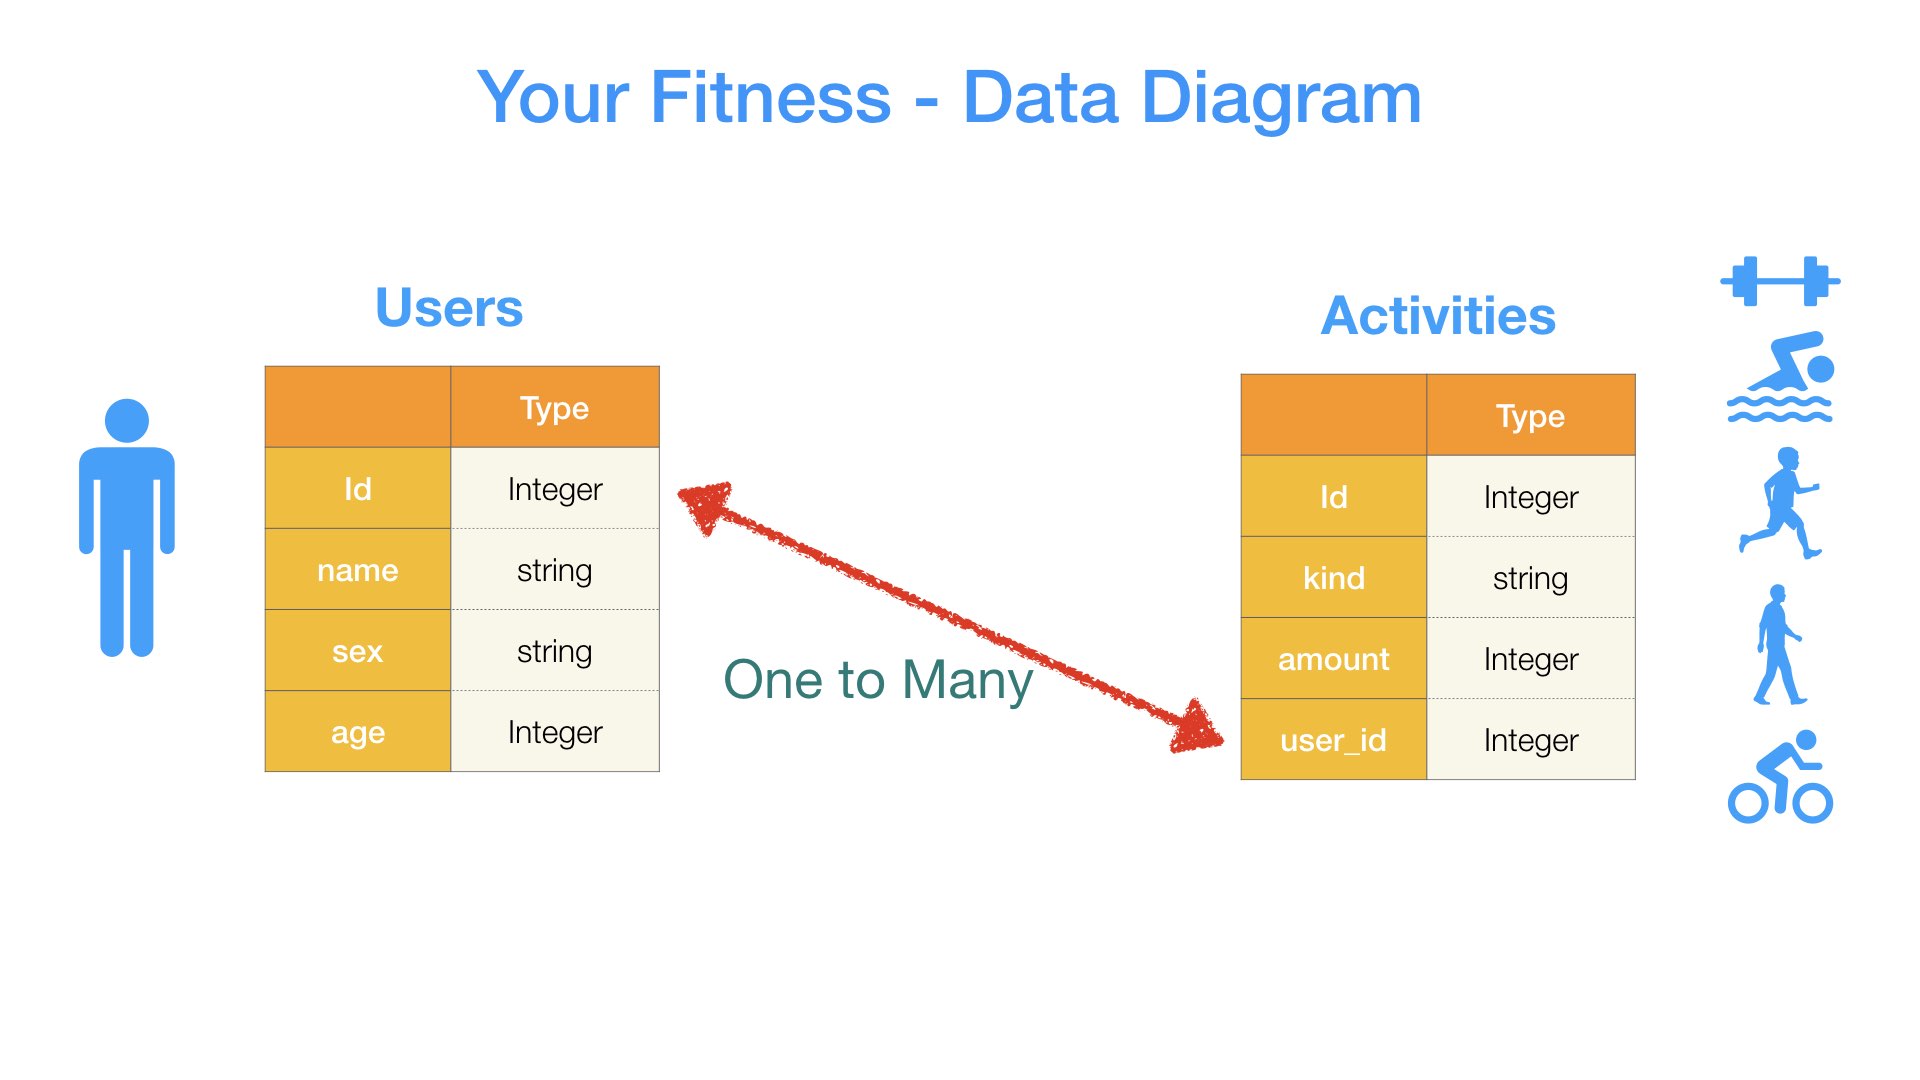 Your Fitness - Data Diagram
Users
Type
Id Integer
name string
sex string
age Integer
One to Many
Activities
Type
Id Integer
kind string
amount Integer
user_id Integer